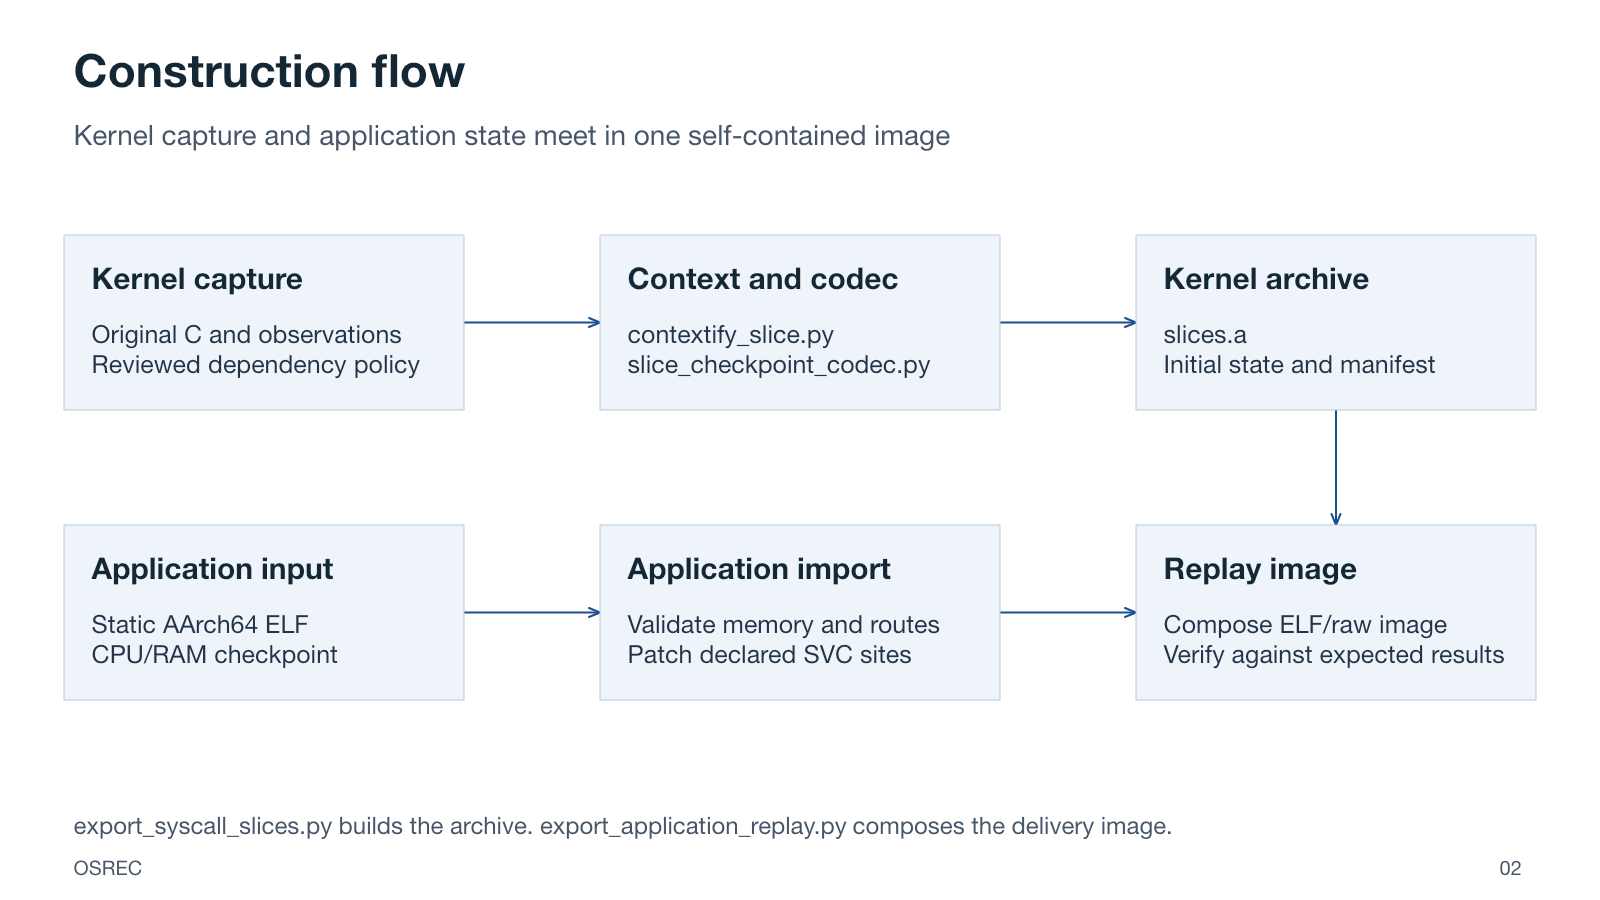 Construction flow
Kernel capture and application state meet in one self-contained image
Kernel capture
Original C and observations
Reviewed dependency policy
Context and codec
contextify_slice.py
slice_checkpoint_codec.py
Kernel archive
slices.a
Initial state and manifest
Application input
Static AArch64 ELF
CPU/RAM checkpoint
Application import
Validate memory and routes
Patch declared SVC sites
Replay image
Compose ELF/raw image
Verify against expected results
export_syscall_slices.py builds the archive. export_application_replay.py composes the delivery image.
OSREC
02